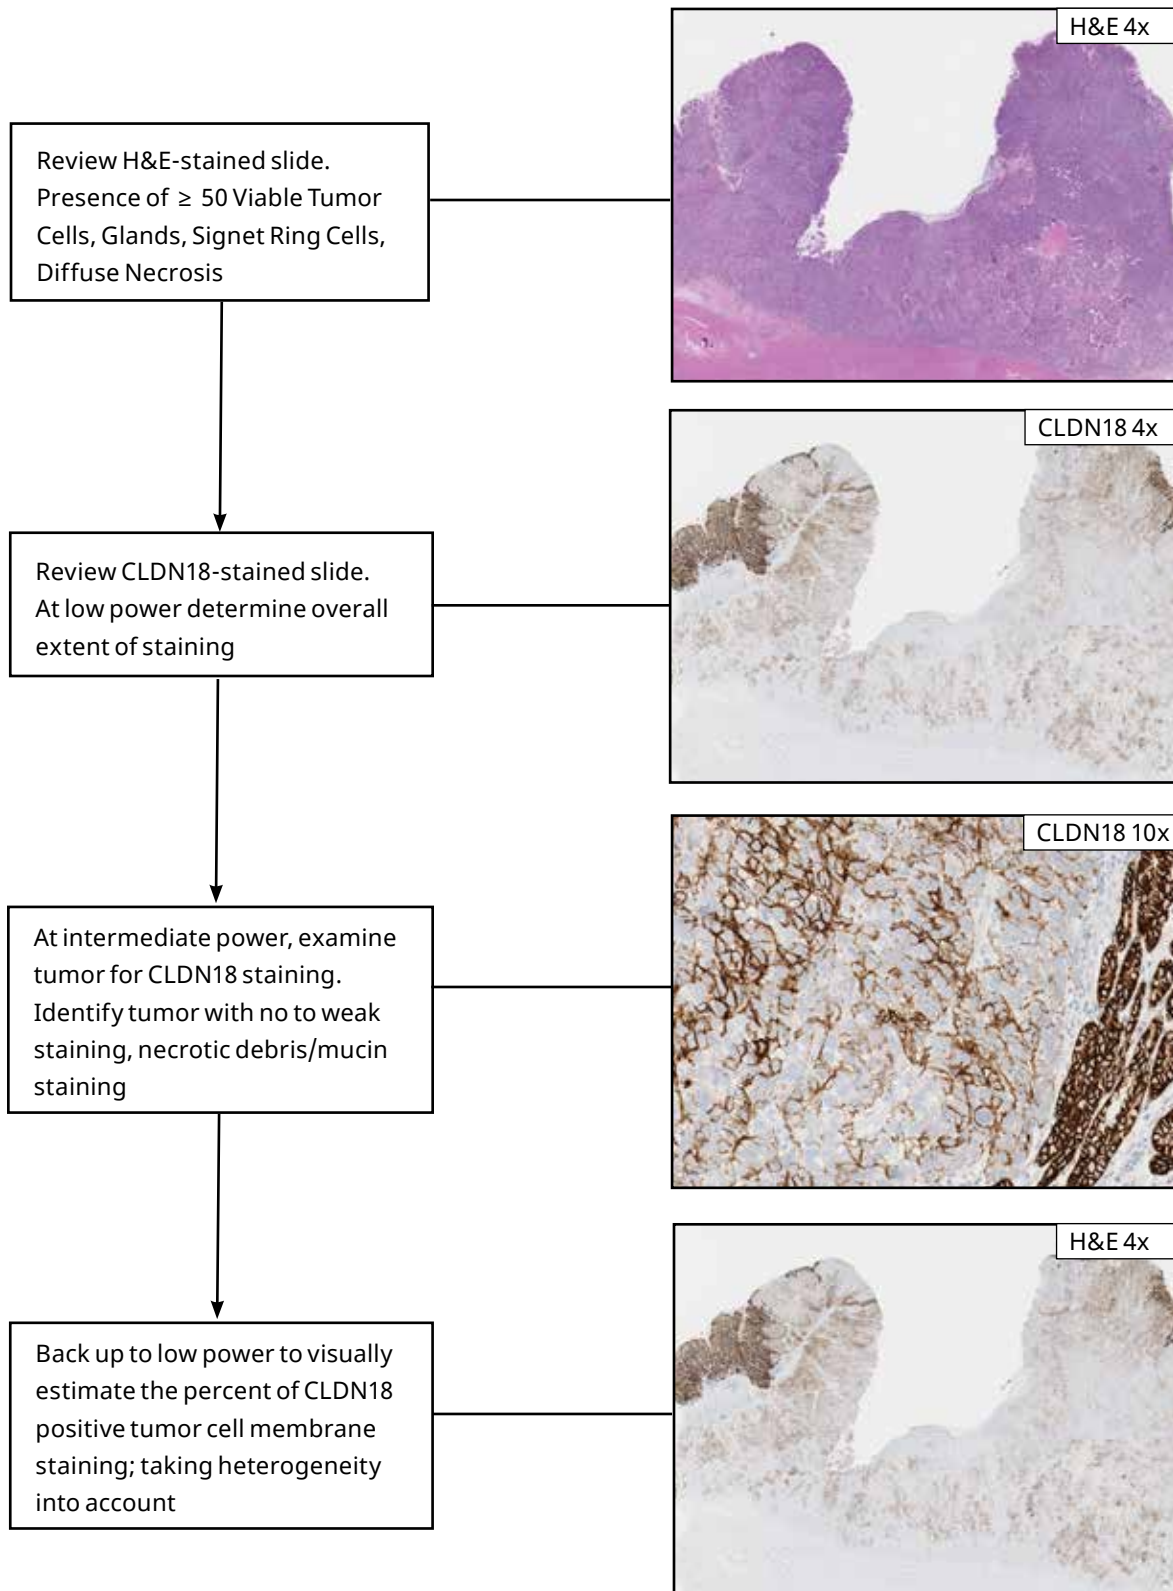 H&E 4x
Review H&E-stained slide.
Presence of ≥ 50 Viable Tumor
Cells, Glands, Signet Ring Cells,
Diffuse Necrosis
CLDN18 4x
Review CLDN18-stained slide.
At low power determine overall
extent of staining
CLDN18 10x
At intermediate power, examine
tumor for CLDN18 staining.
Identify tumor with no to weak
staining, necrotic debris/mucin
staining
H&E 4x
Back up to low power to visually
estimate the percent of CLDN18
positive tumor cell membrane
staining; taking heterogeneity
into account